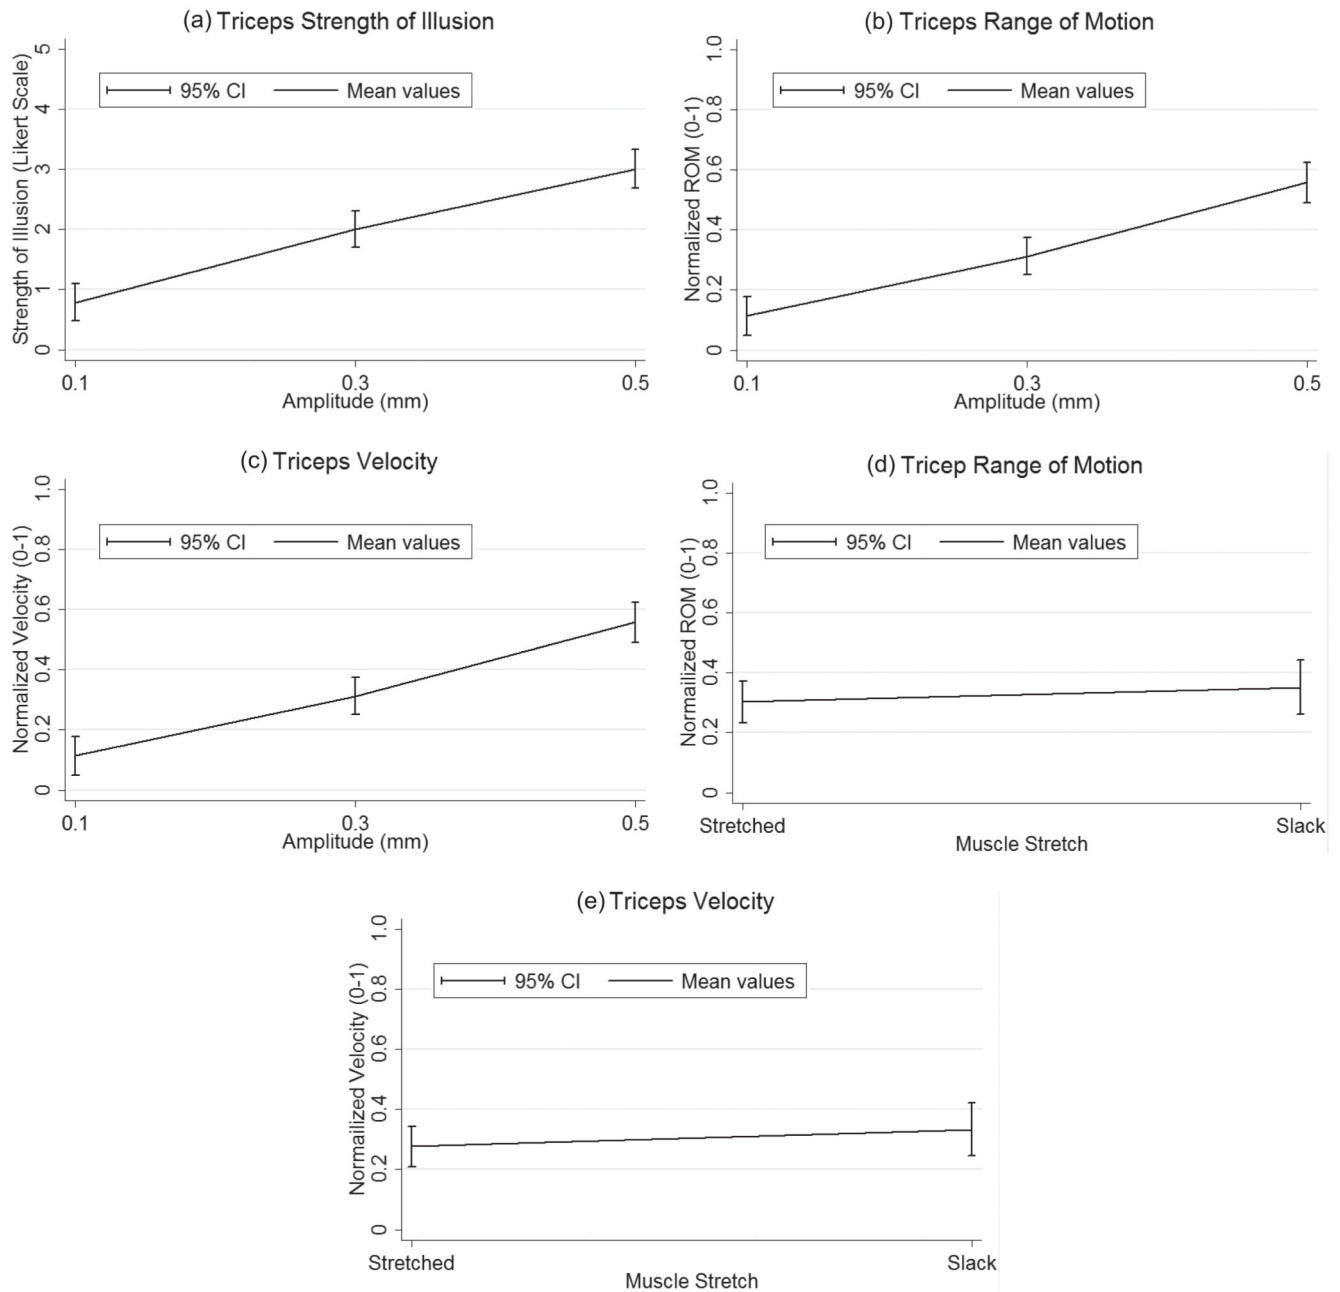 (a) Triceps Strength of Illusion
Strength of Illusion (Likert Scale)
5
4
3
2
1
0
95% CI Mean values
0.1 0.3 0.5
Amplitude (mm)
(b) Triceps Range of Motion
Normalized ROM (0-1)
1.0
0.8
0.6
0.4
0.2
0
95% CI Mean values
0.1 0.3 0.5
Amplitude (mm)
(c) Triceps Velocity
Normalized Velocity (0-1)
1.0
0.8
0.6
0.4
0.2
0
95% CI Mean values
0.1 0.3 0.5
Amplitude (mm)
(d) Tricep Range of Motion
Normailized ROM (0-1)
1.0
0.8
0.6
0.4
0.2
0
95% CI Mean values
Stretched Slack
Muscle Stretch
(e) Triceps Velocity
Normailized Velocity (0-1)
1.0
0.8
0.6
0.4
0.2
0
95% CI Mean values
Stretched Slack
Muscle Stretch